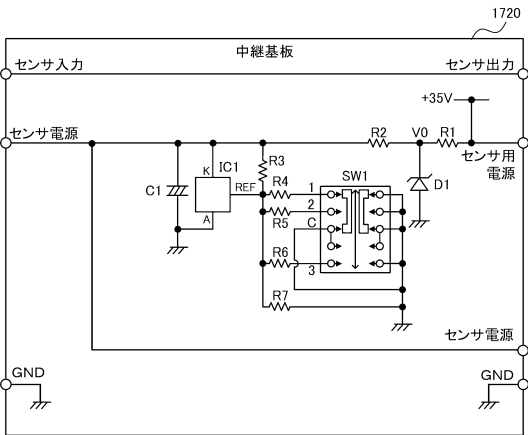 1720
中継基板
センサ入力
センサ出力
+35V
センサ電源
R2
V0
R1
センサ用
電源
K
IC1
R3
SW1
D1
C1
REF
R4
1
A
R5
2
C
R6
3
R7
センサ電源
GND
GND